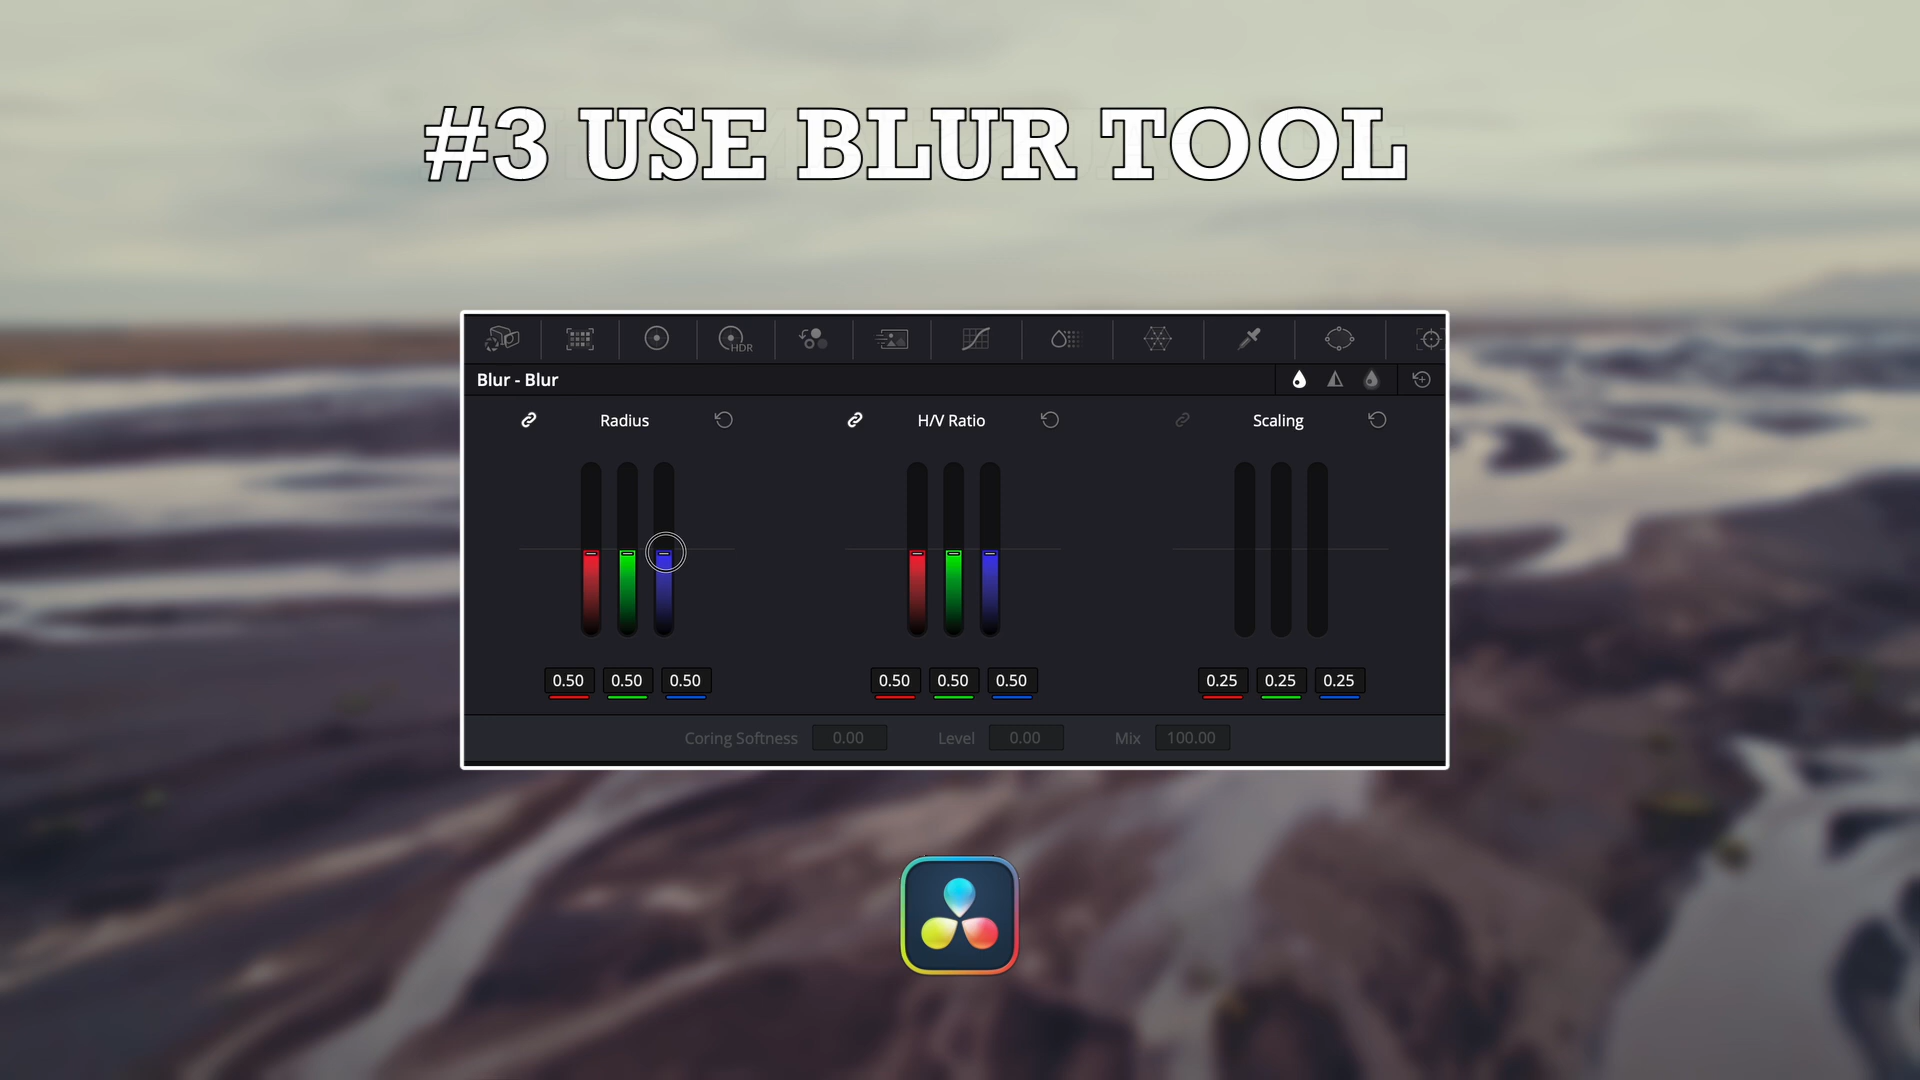 #3 USE BLUR TOOL
HDR
Blur - Blur
Radius H/V Ratio Scaling
0.50 0.50 0.50 0.50 0.50 0.50 0.25 0.25 0.25
Coring Softness 0.00 Level 0.00 Mix 100.00